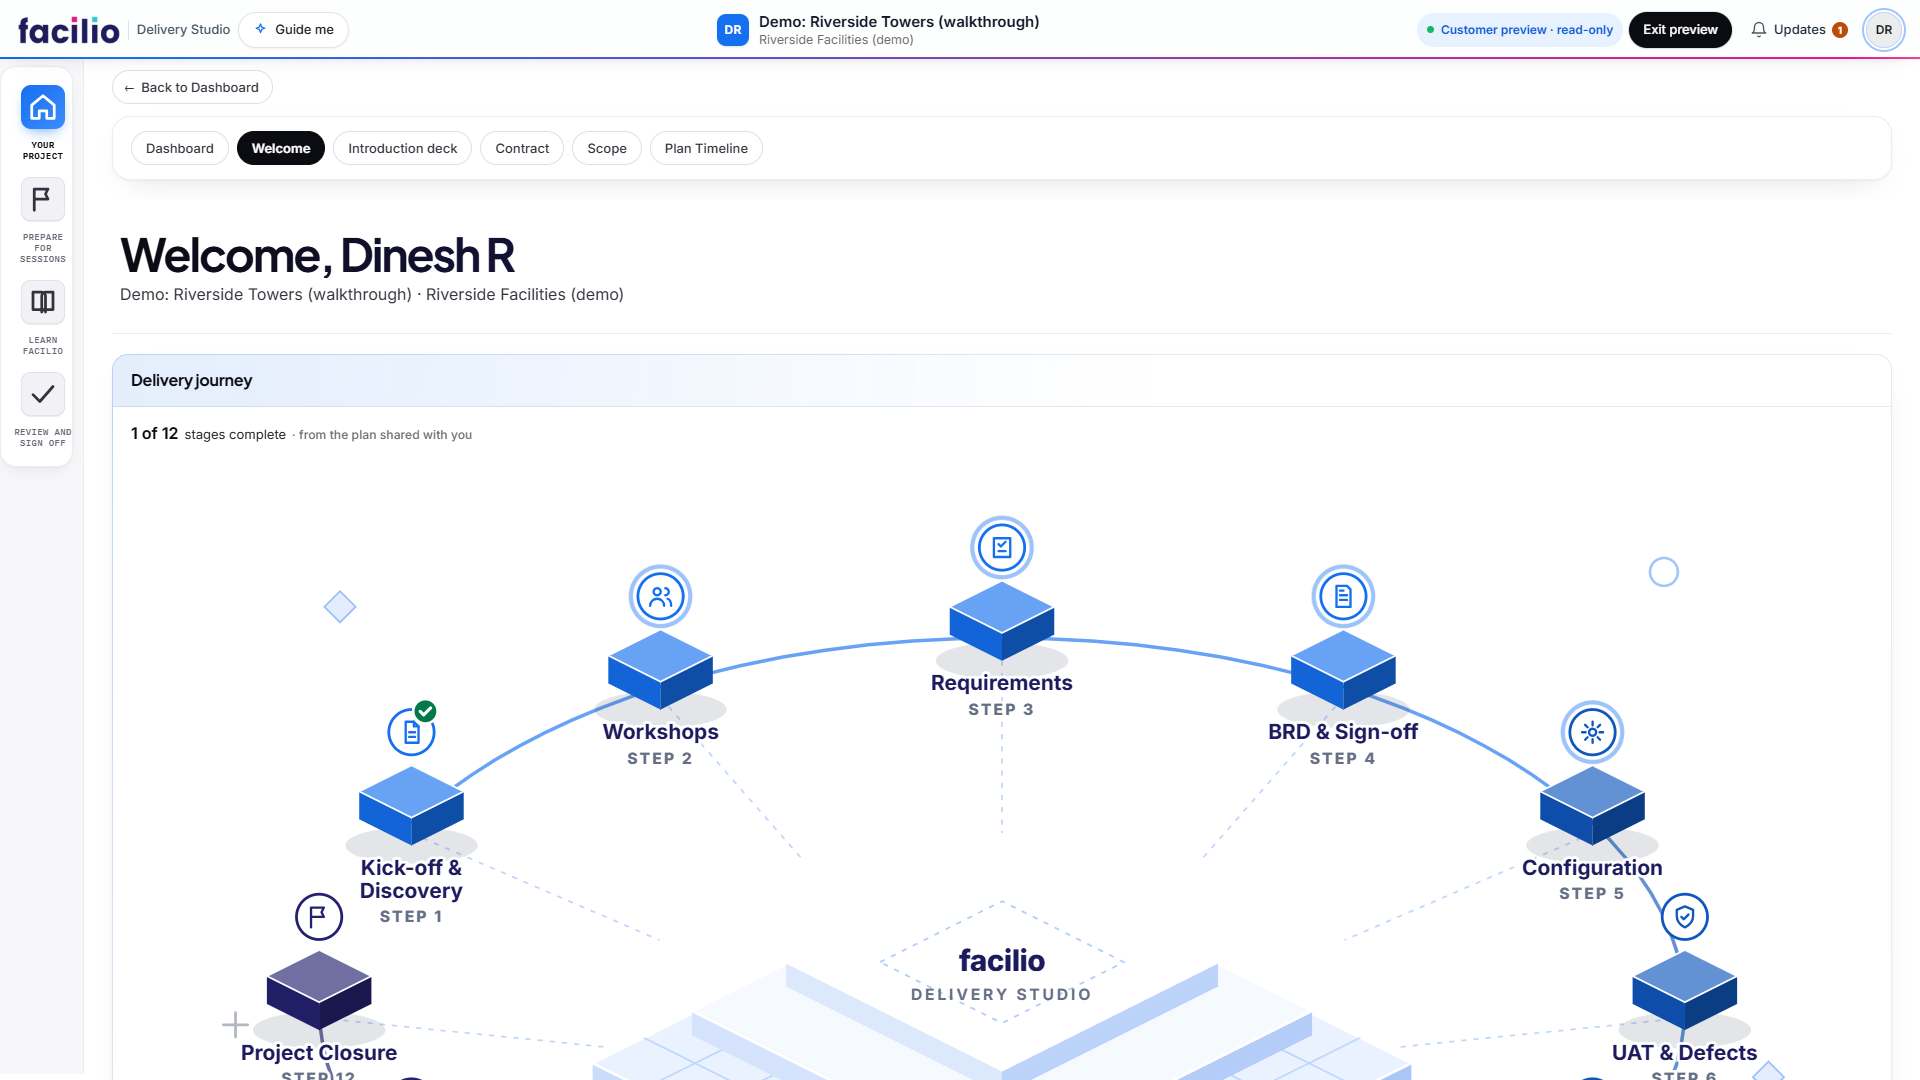 facilio
Delivery Studio
Guide me
DR
Demo: Riverside Towers (walkthrough)
Riverside Facilities (demo)
Customer preview · read-only
Exit preview
Updates
1
DR
← Back to Dashboard
Dashboard
Welcome
Introduction deck
Contract
Scope
Plan Timeline
YOUR
PROJECT
PREPARE
FOR
SESSIONS
LEARN
FACILIO
REVIEW AND
SIGN OFF
Welcome, Dinesh R
Demo: Riverside Towers (walkthrough) · Riverside Facilities (demo)
Delivery journey
1 of 12 stages complete · from the plan shared with you
Requirements
STEP 3
Workshops
STEP 2
BRD & Sign-off
STEP 4
Kick-off &
Discovery
STEP 1
Configuration
STEP 5
facilio
DELIVERY STUDIO
Project Closure
STEP 12
UAT & Defects
STEP 6